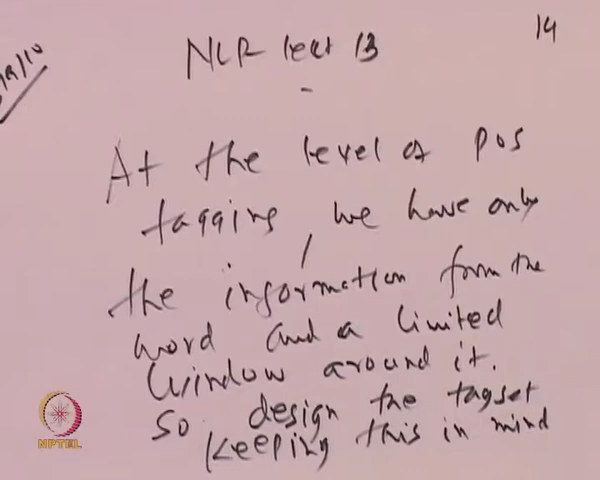 14
NLP lect 13
At the level of POS
tagging, we have only
the information from the
word and a limited
window around it.
So design the tagset
keeping this in mind
NPTEL